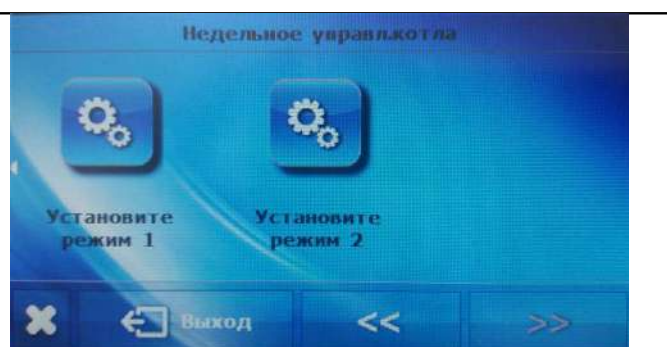 Недельное управл.котла
Установите
режим 1
Установите
режим 2
Выход
<<
>>